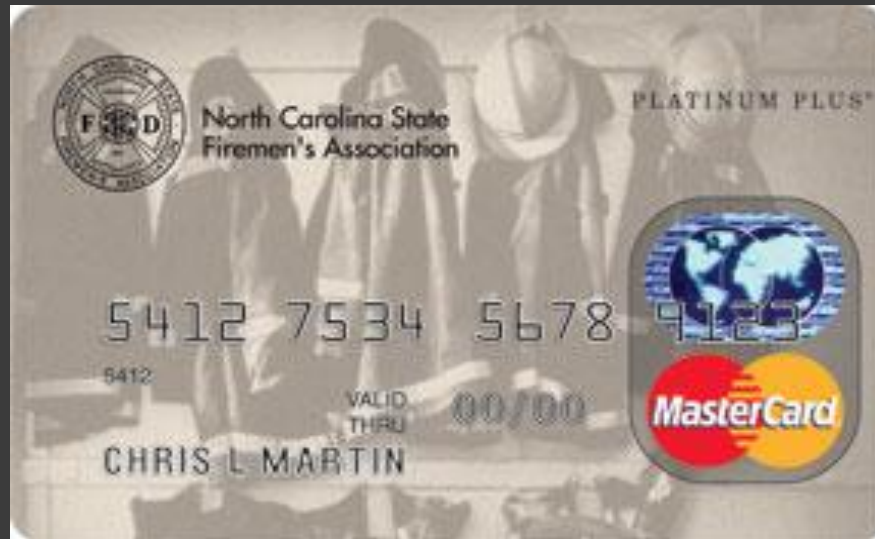 North Carolina State
Firemen's Association
PLATINUM PLUS®
F D
5412 7534 5678 9123
5412
VALID
THRU
00/00
CHRIS L MARTIN
MasterCard